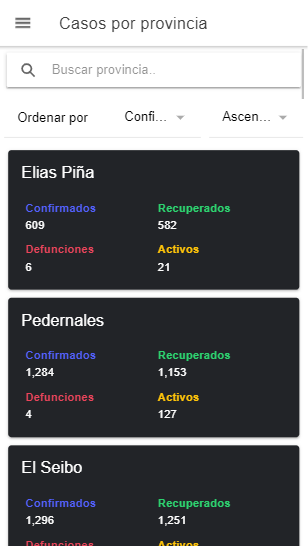 Casos por provincia
Buscar provincia..
Ordenar por Confi... Ascen...
Elias Piña
Confirmados Recuperados
609 582
Defunciones Activos
6 21
Pedernales
Confirmados Recuperados
1,284 1,153
Defunciones Activos
4 127
El Seibo
Confirmados Recuperados
1,296 1,251
Defunciones Activos